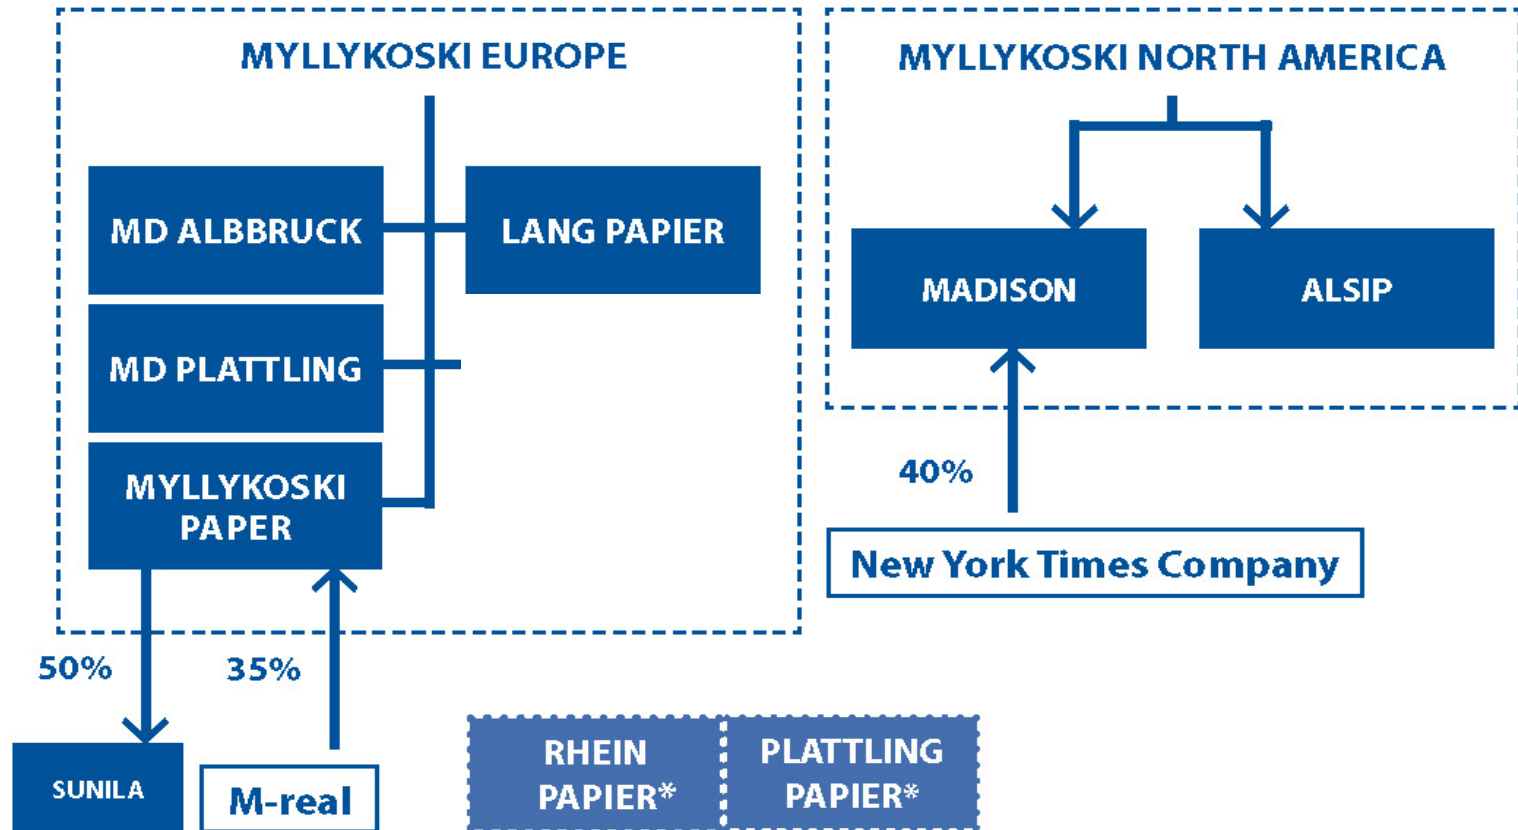 MYLLYKOSKI EUROPE
MD ALBBRUCK
LANG PAPIER
MD PLATTLING
MYLLYKOSKI
PAPER
50%
35%
SUNILA
M-real
MYLLYKOSKI NORTH AMERICA
MADISON
ALSIP
40%
New York Times Company
RHEIN
PAPIER*
PLATTLING
PAPIER*